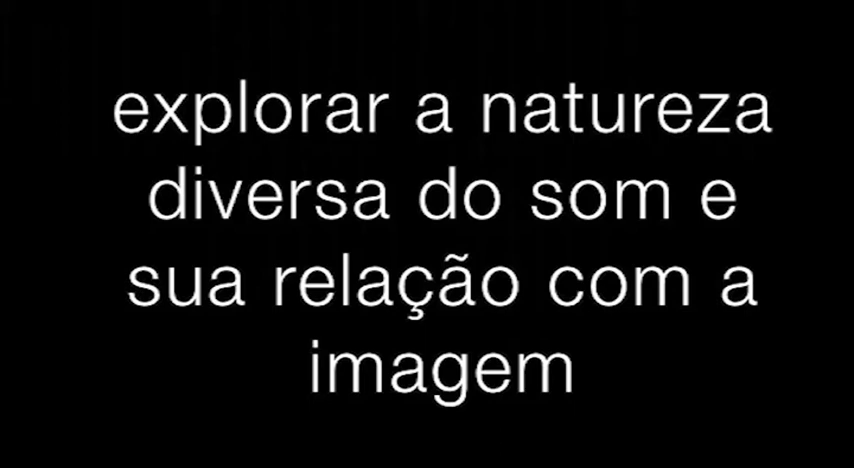 explorar a natureza
diversa do som e
sua relação com a
imagem